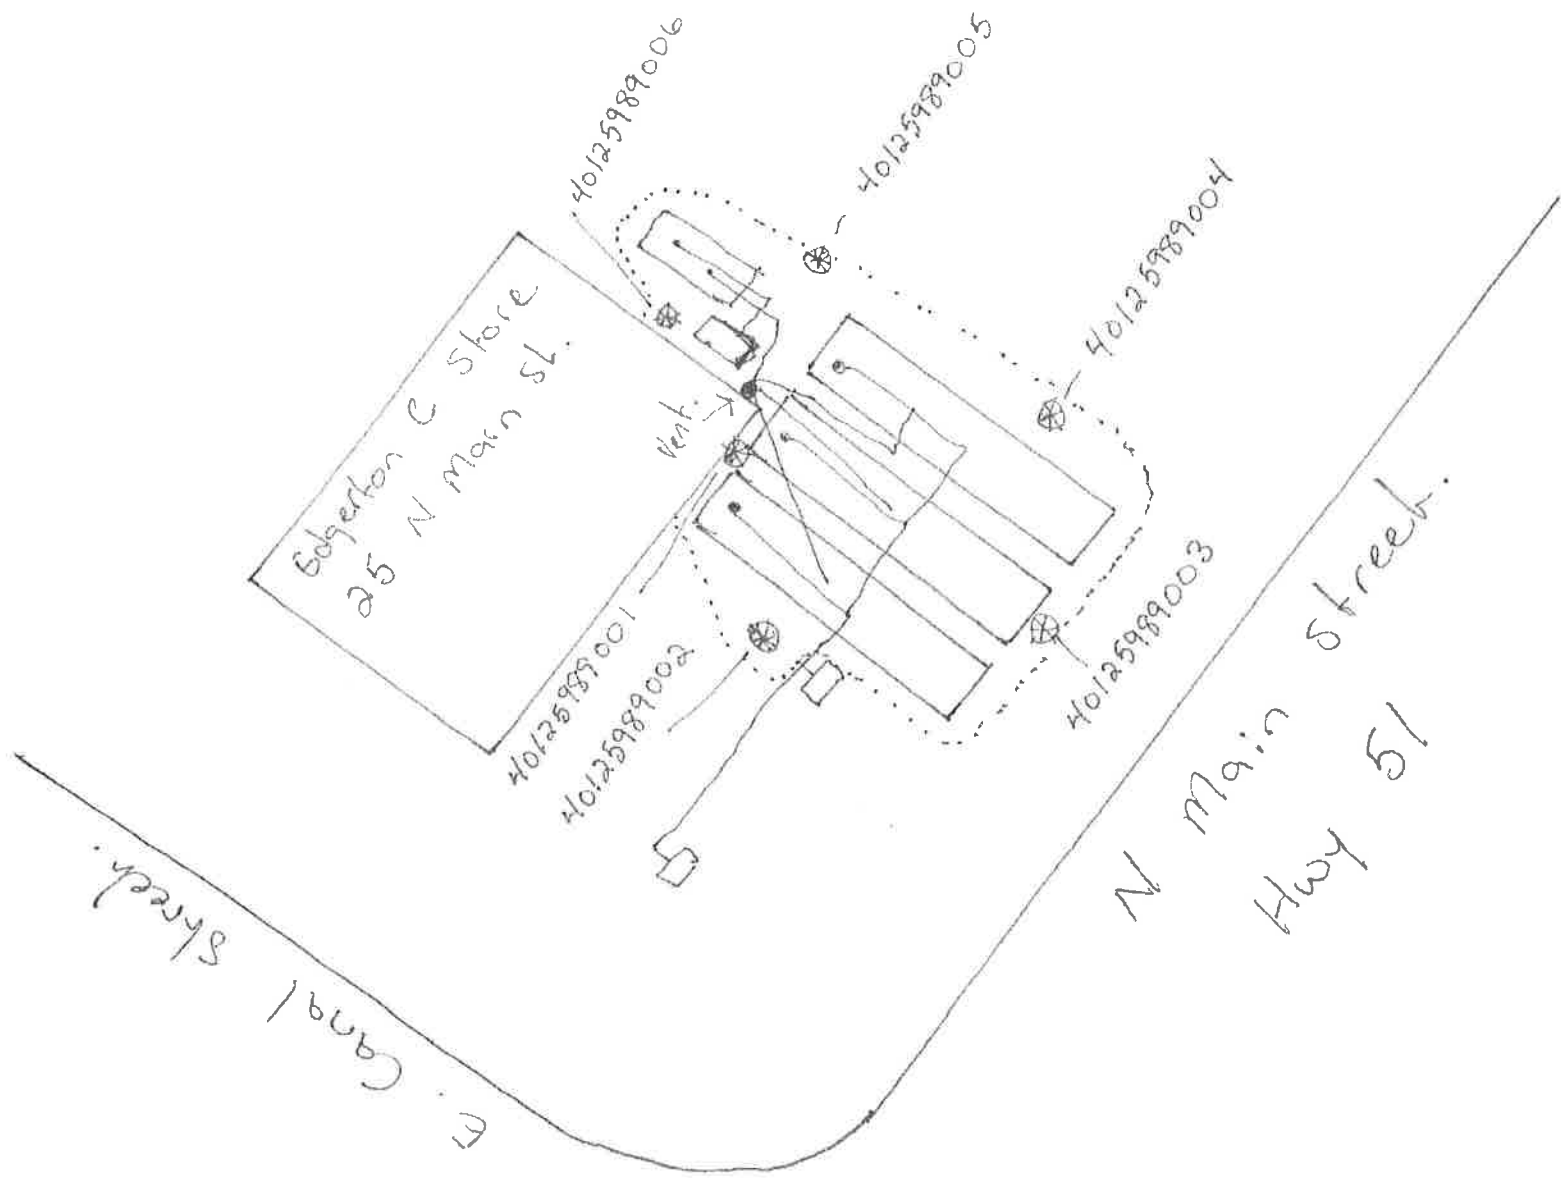 40125989006
40125989005
40125989004
Edgerton C Store
25 N Main St.
Vent.
40125989001
40125989002
40125989003
N Main Street.
Hwy 51
E. Canal Street.